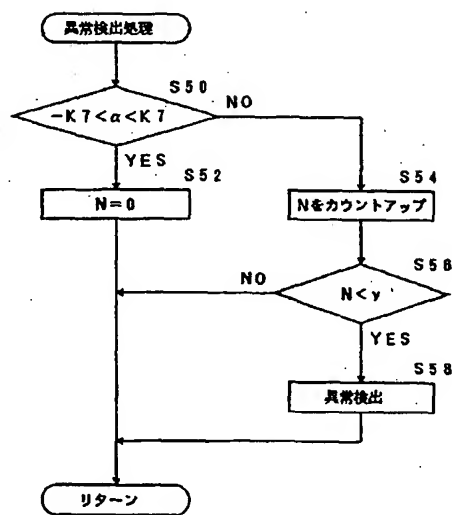 異常検出処理
S50
-K7<α<K7
NO
YES
S52
N=0
S54
Nをカウントアップ
S56
N<y
NO
YES
S58
異常検出
リターン